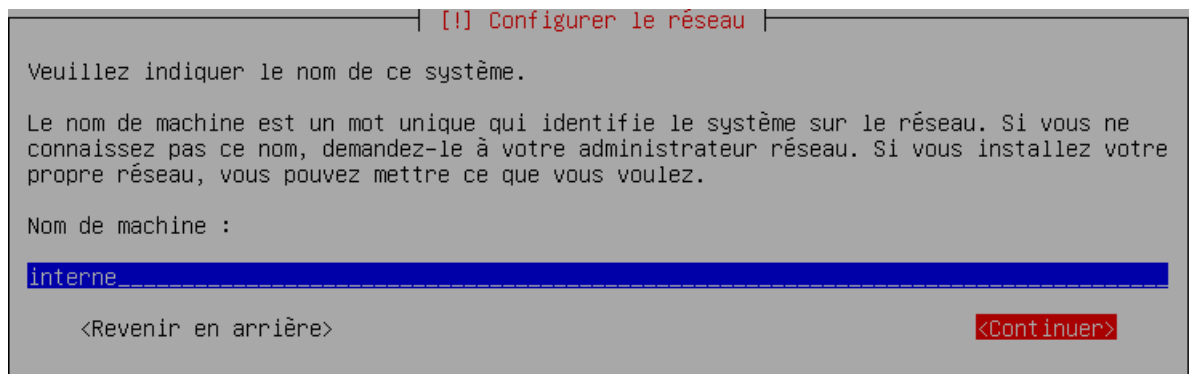 [!] Configurer le réseau
Veuillez indiquer le nom de ce système.
Le nom de machine est un mot unique qui identifie le système sur le réseau. Si vous ne
connaissez pas ce nom, demandez-le à votre administrateur réseau. Si vous installez votre
propre réseau, vous pouvez mettre ce que vous voulez.
Nom de machine :
interne
<Revenir en arrière> <Continuer>